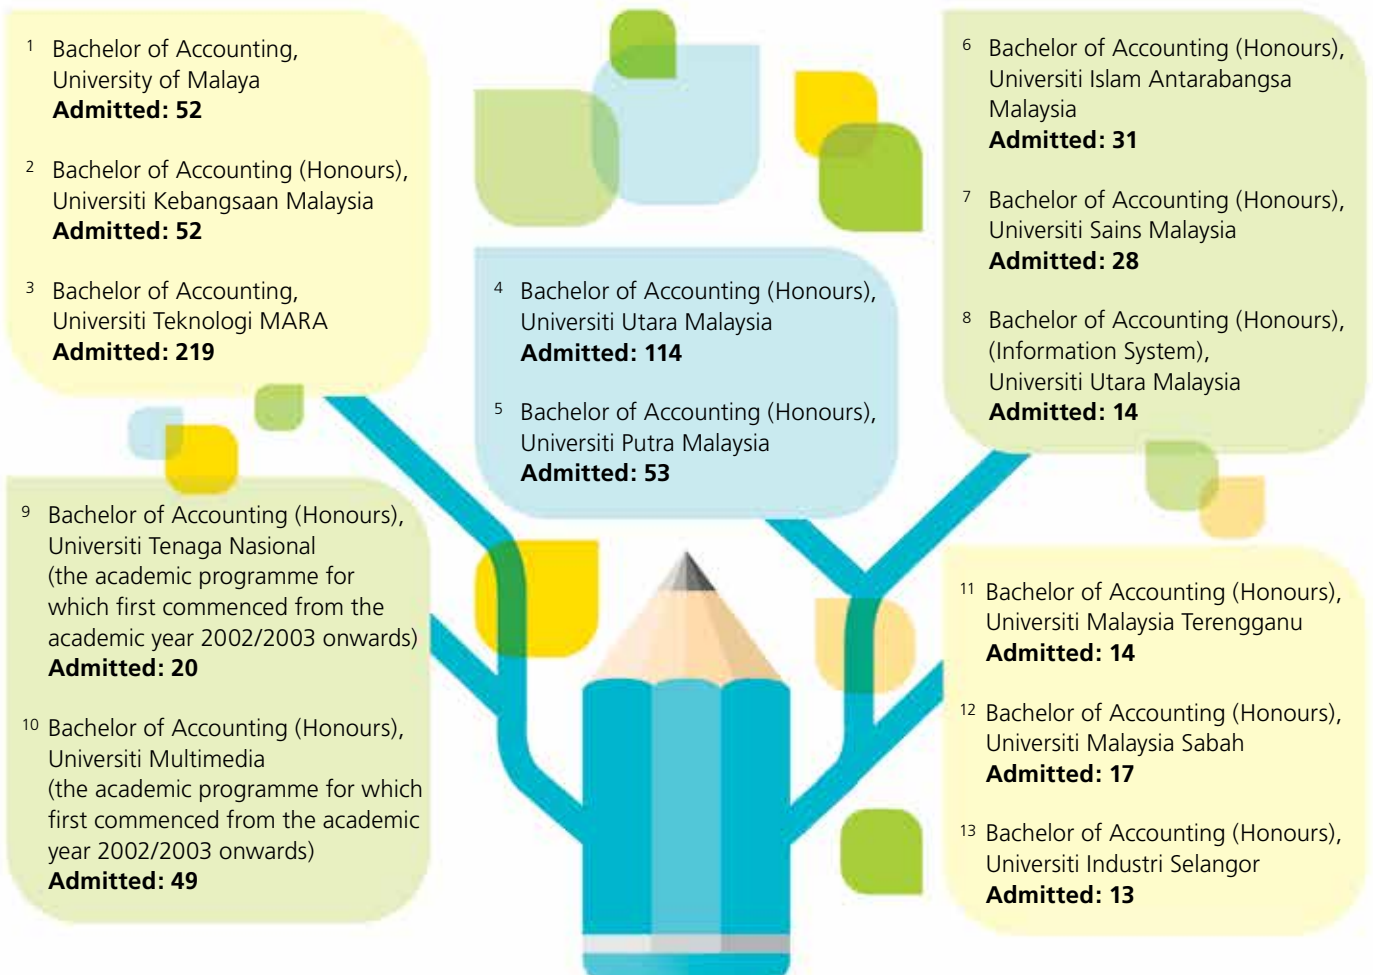 1 Bachelor of Accounting,
University of Malaya
Admitted: 52
2 Bachelor of Accounting (Honours),
Universiti Kebangsaan Malaysia
Admitted: 52
3 Bachelor of Accounting,
Universiti Teknologi MARA
Admitted: 219
4 Bachelor of Accounting (Honours),
Universiti Utara Malaysia
Admitted: 114
5 Bachelor of Accounting (Honours),
Universiti Putra Malaysia
Admitted: 53
6 Bachelor of Accounting (Honours),
Universiti Islam Antarabangsa
Malaysia
Admitted: 31
7 Bachelor of Accounting (Honours),
Universiti Sains Malaysia
Admitted: 28
8 Bachelor of Accounting (Honours),
(Information System),
Universiti Utara Malaysia
Admitted: 14
9 Bachelor of Accounting (Honours),
Universiti Tenaga Nasional
(the academic programme for
which first commenced from the
academic year 2002/2003 onwards)
Admitted: 20
10 Bachelor of Accounting (Honours),
Universiti Multimedia
(the academic programme for which
first commenced from the academic
year 2002/2003 onwards)
Admitted: 49
11 Bachelor of Accounting (Honours),
Universiti Malaysia Terengganu
Admitted: 14
12 Bachelor of Accounting (Honours),
Universiti Malaysia Sabah
Admitted: 17
13 Bachelor of Accounting (Honours),
Universiti Industri Selangor
Admitted: 13